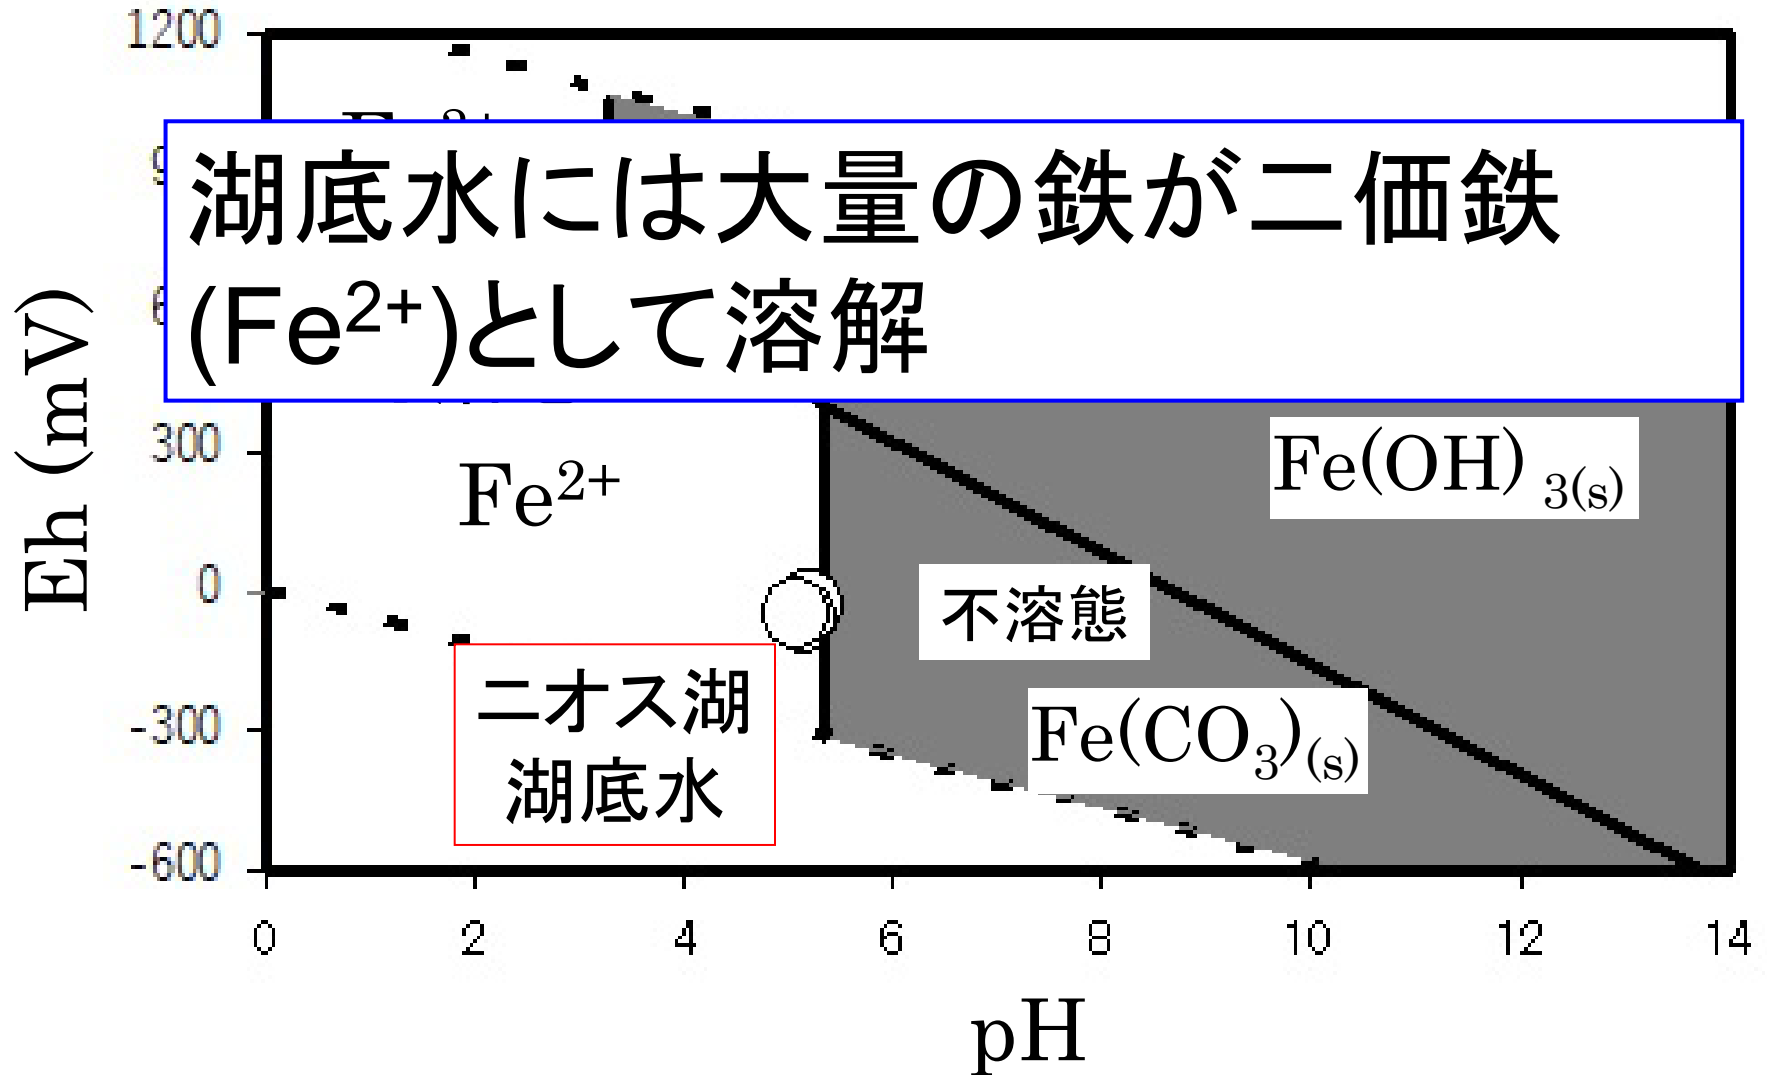 1200
湖底水には大量の鉄が二価鉄
(Fe²⁺)として溶解
Eh (mV)
300
Fe(OH) ₃₍ₛ₎
Fe²⁺
0
不溶態
ニオス湖
湖底水
-300
Fe(CO₃)₍ₛ₎
-600
0 2 4 6 8 10 12 14
pH